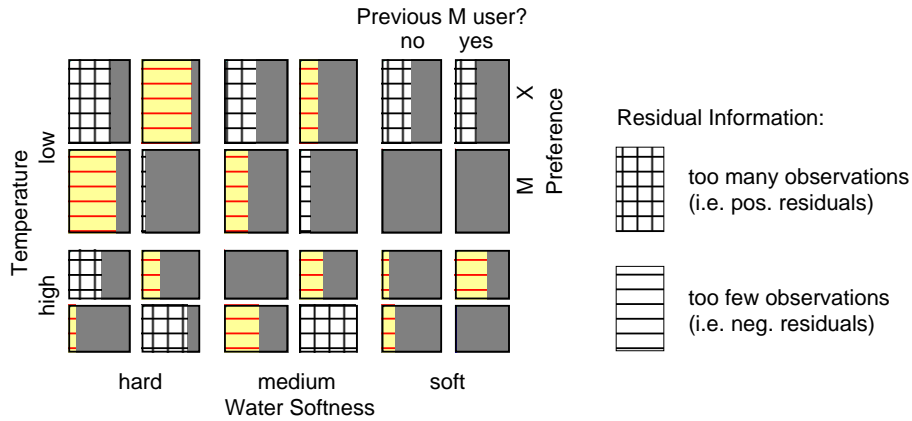 Previous M user?
no yes
X
M
Preference
Temperature
low
high
hard medium soft
Water Softness
Residual Information:
too many observations
(i.e. pos. residuals)
too few observations
(i.e. neg. residuals)